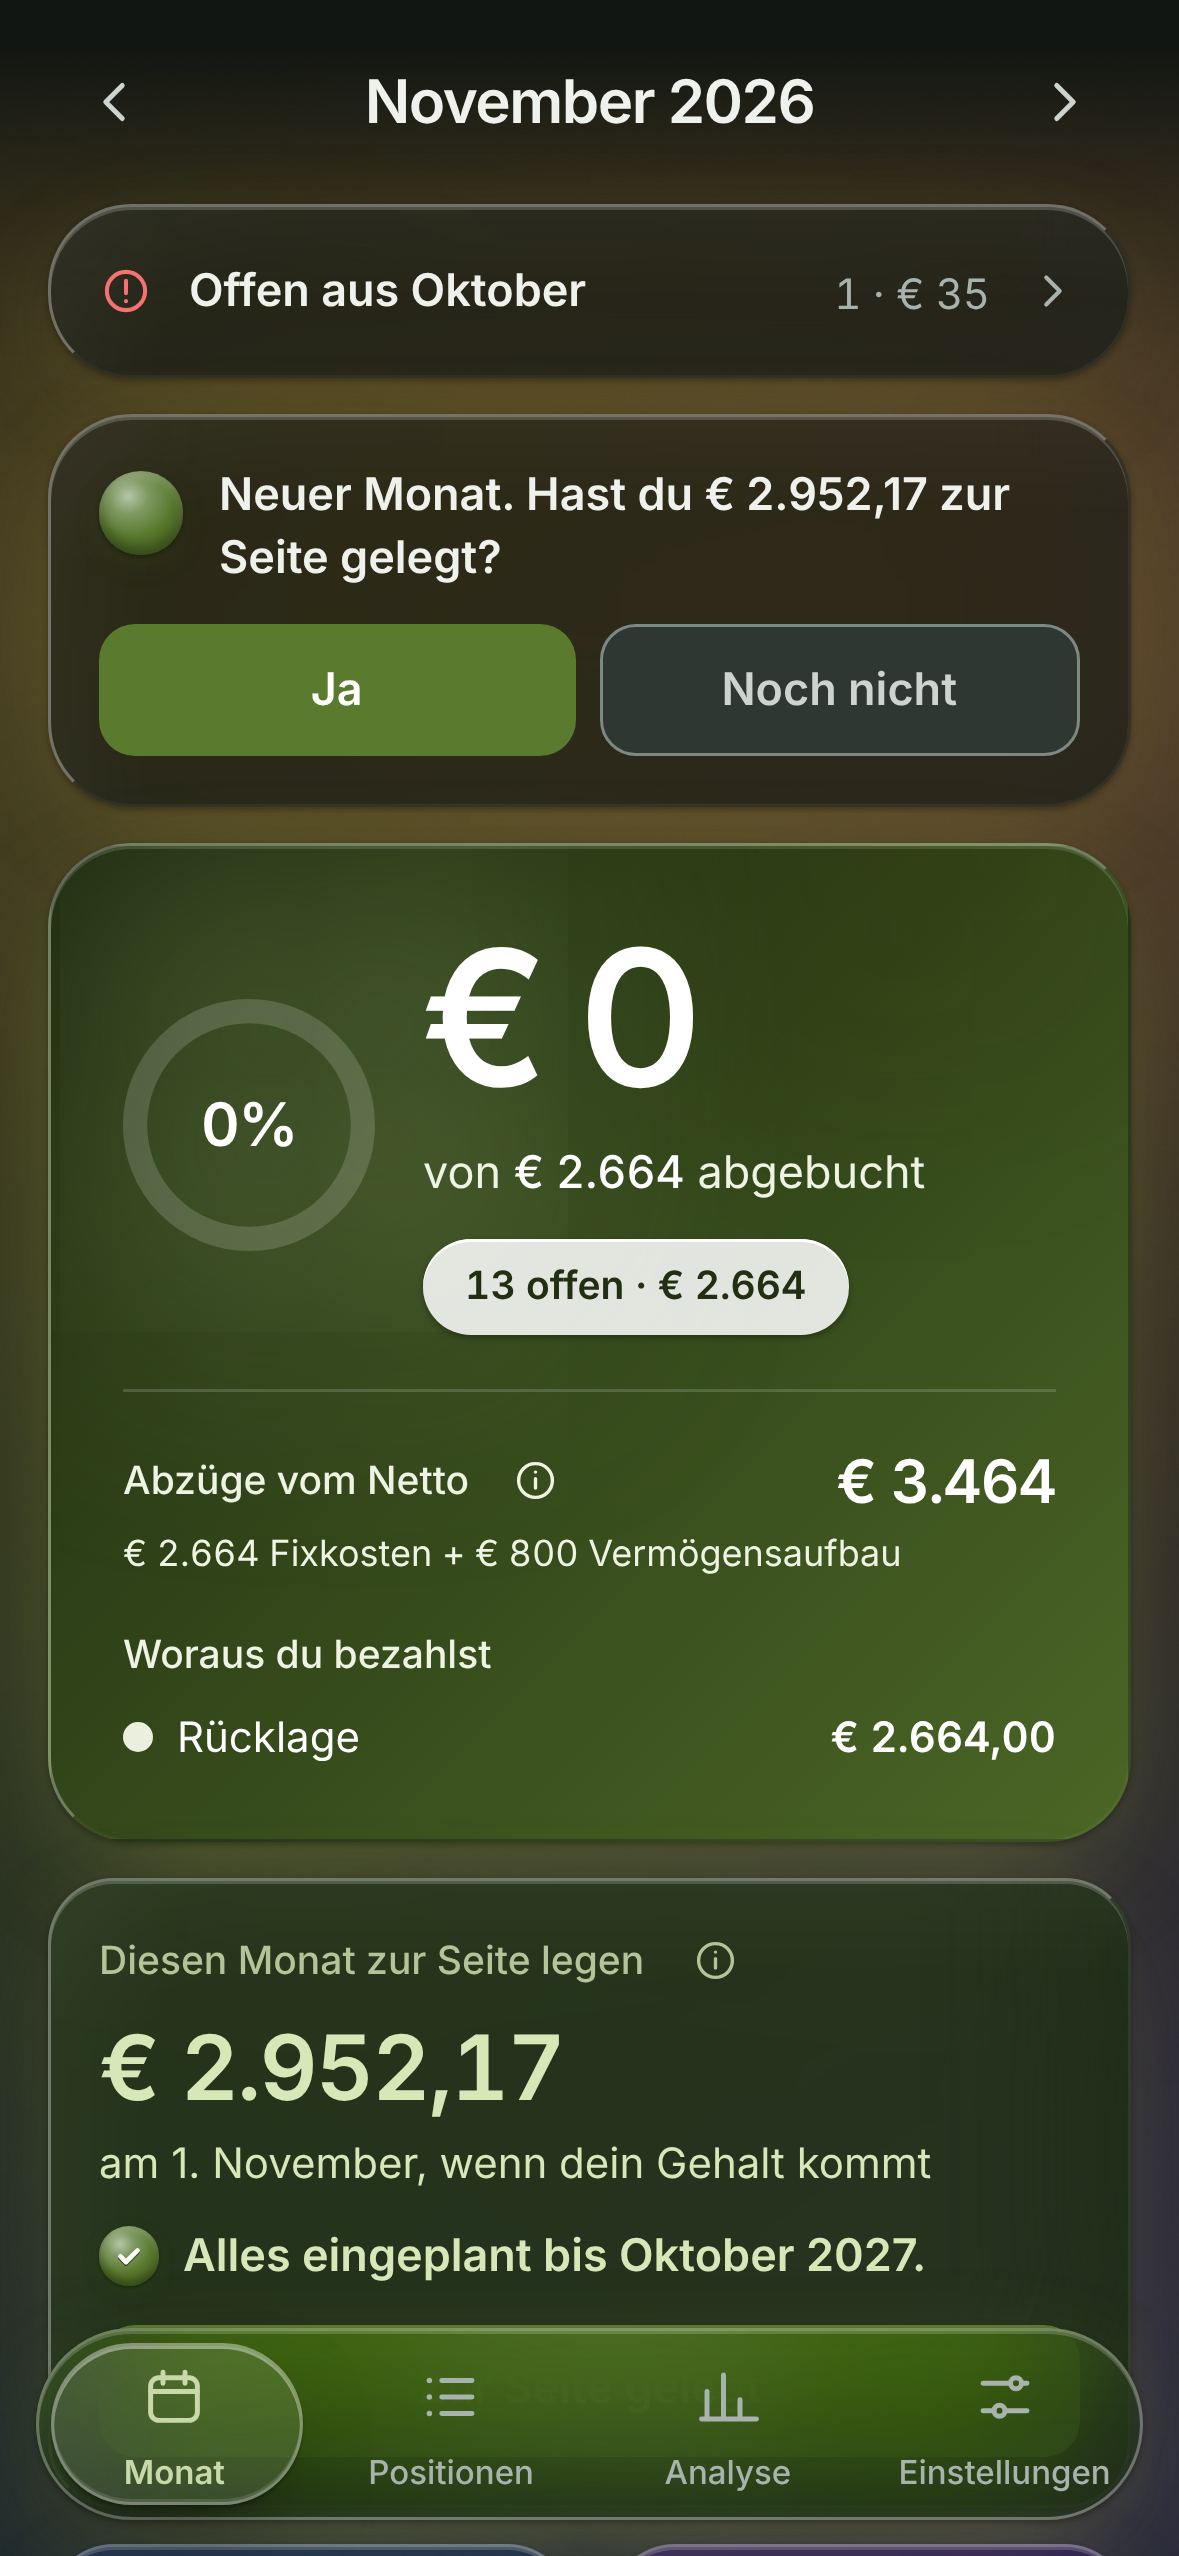 November 2026
Offen aus Oktober 1 · € 35
Neuer Monat. Hast du € 2.952,17 zur
Seite gelegt?
Ja Noch nicht
€ 0
0%
von € 2.664 abgebucht
13 offen · € 2.664
Abzüge vom Netto € 3.464
€ 2.664 Fixkosten + € 800 Vermögensaufbau
Woraus du bezahlst
Rücklage € 2.664,00
Diesen Monat zur Seite legen
€ 2.952,17
am 1. November, wenn dein Gehalt kommt
Alles eingeplant bis Oktober 2027.
Monat Positionen Analyse Einstellungen